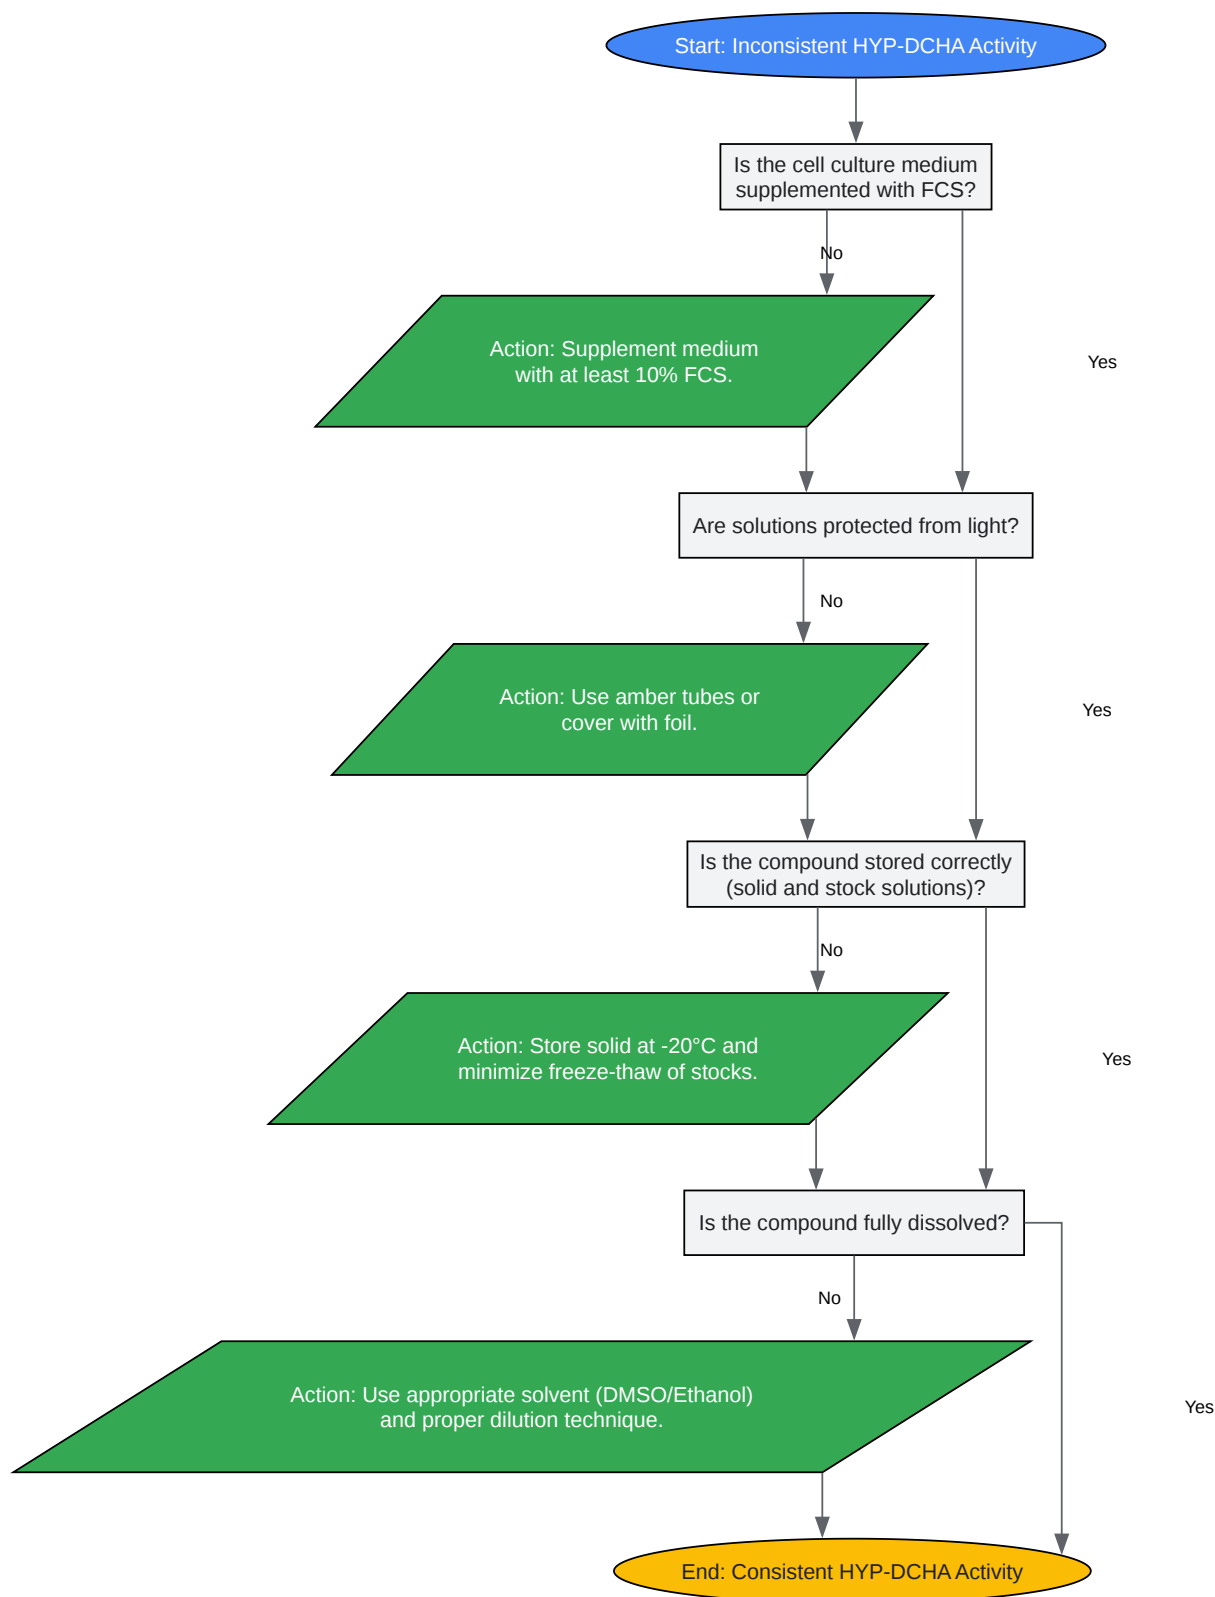 Start: Inconsistent HYP-DCHA Activity
Is the cell culture medium
supplemented with FCS?
No
Action: Supplement medium
with at least 10% FCS.
Yes
Are solutions protected from light?
No
Action: Use amber tubes or
cover with foil.
Yes
Is the compound stored correctly
(solid and stock solutions)?
No
Action: Store solid at -20°C and
minimize freeze-thaw of stocks.
Yes
Is the compound fully dissolved?
No
Action: Use appropriate solvent (DMSO/Ethanol)
and proper dilution technique.
Yes
End: Consistent HYP-DCHA Activity